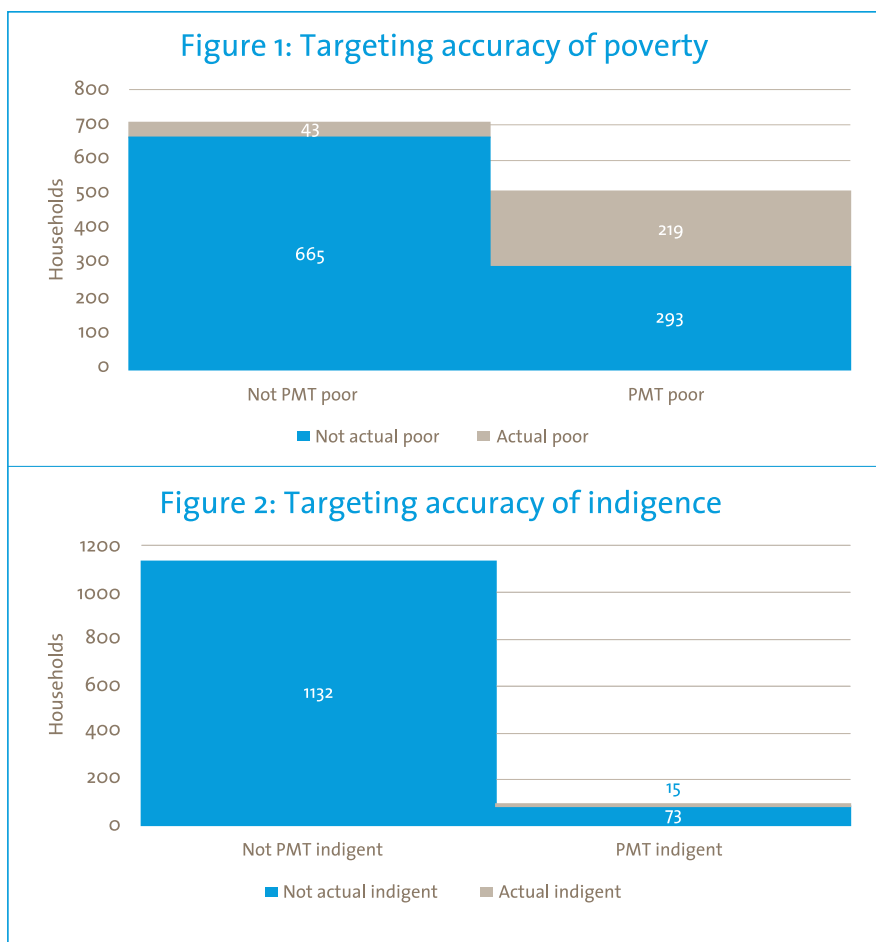 Figure 1: Targeting accuracy of poverty
800
700
600
500
400
300
200
100
0
Households
43
665
219
293
Not PMT poor
PMT poor
Not actual poor
Actual poor
Figure 2: Targeting accuracy of indigence
1200
1000
800
600
400
200
0
Households
1132
15
73
Not PMT indigent
PMT indigent
Not actual indigent
Actual indigent